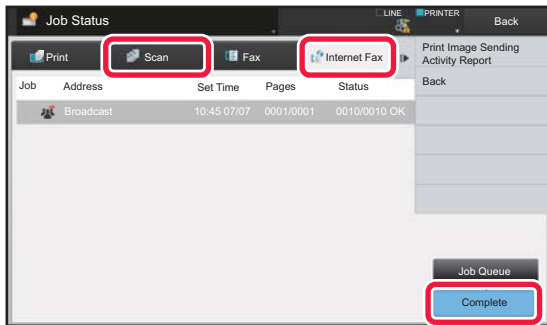 Job Status
LINE
PRINTER
Back
Print
Scan
Fax
Internet Fax
Print Image Sending
Activity Report
Job Address Set Time Pages Status
Back
Broadcast 10:45 07/07 0001/0001 0010/0010 OK
Job Queue
Complete